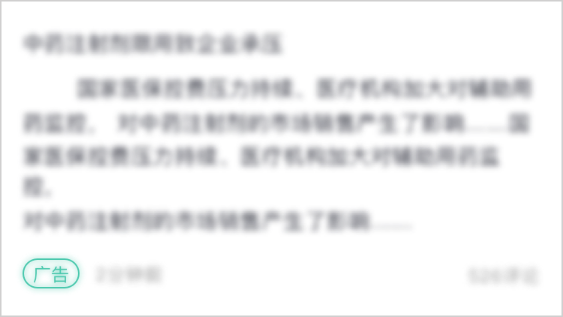 中药注射剂限用致企业承压
国家医保控费压力持续、医疗机构加大对辅助用
药监控, 对中药注射剂的市场销售产生了影响……国
家医保控费压力持续、医疗机构加大对辅助用药监
控,
对中药注射剂的市场销售产生了影响……
广告 2分钟前